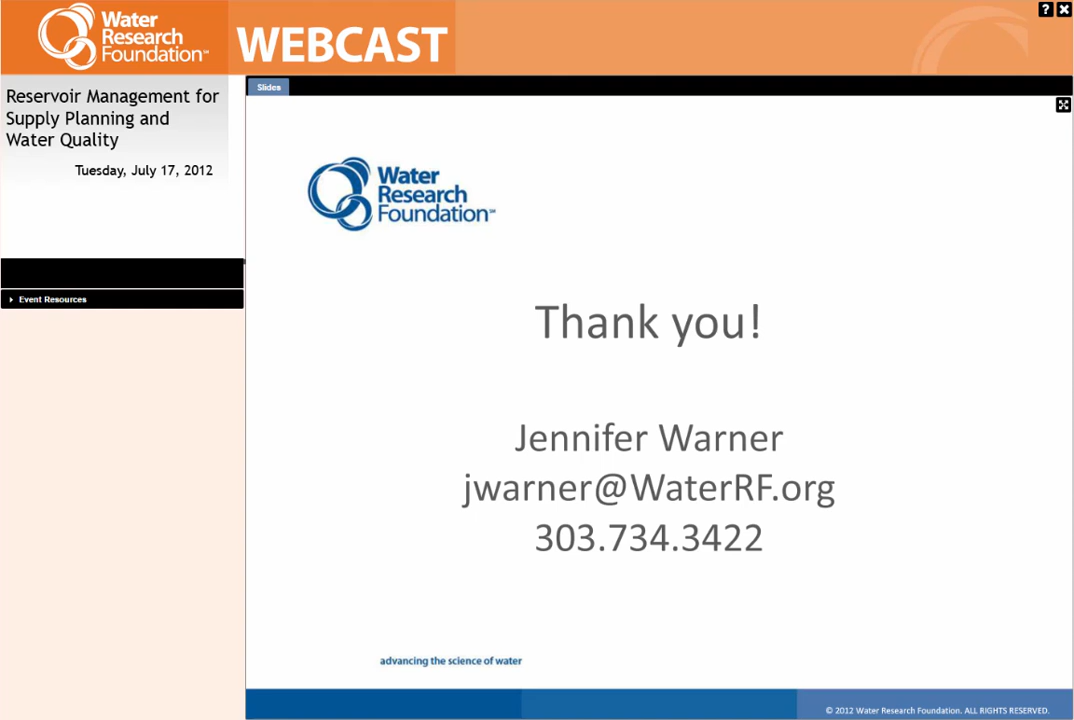 Water
Research
Foundation℠
WEBCAST
?
Reservoir Management for
Supply Planning and
Water Quality
Tuesday, July 17, 2012
Slides
Event Resources
Water
Research
Foundation℠
Thank you!
Jennifer Warner
jwarner@WaterRF.org
303.734.3422
advancing the science of water
© 2012 Water Research Foundation. ALL RIGHTS RESERVED.